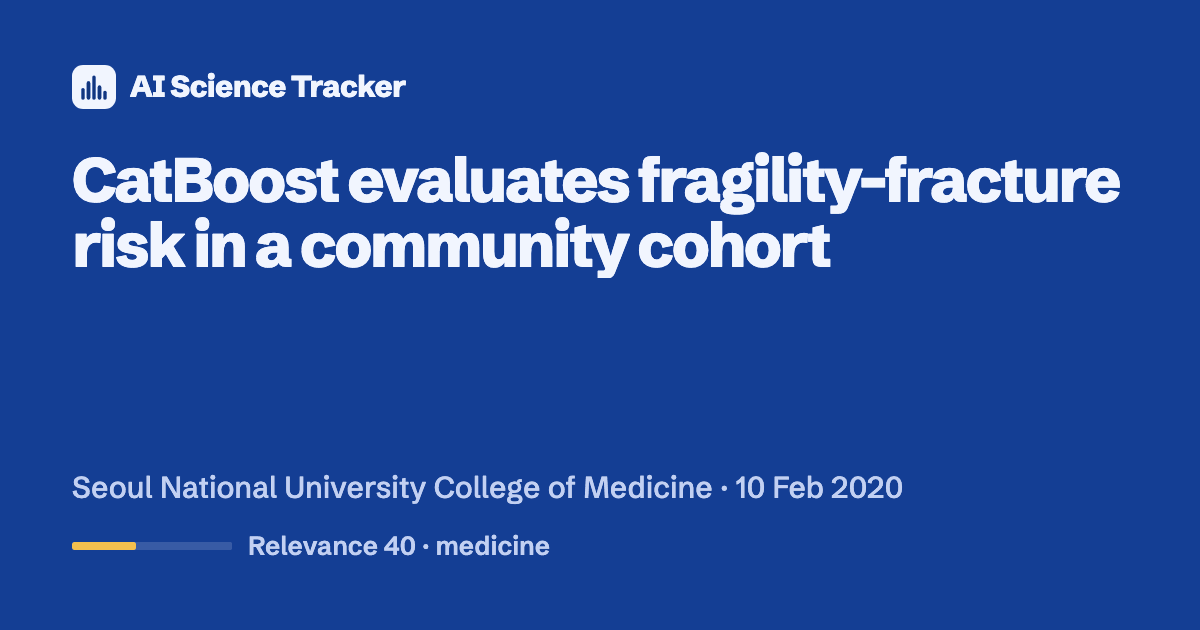 AI Science Tracker
CatBoost evaluates fragility-fracture
risk in a community cohort
Seoul National University College of Medicine · 10 Feb 2020
Relevance 40 · medicine